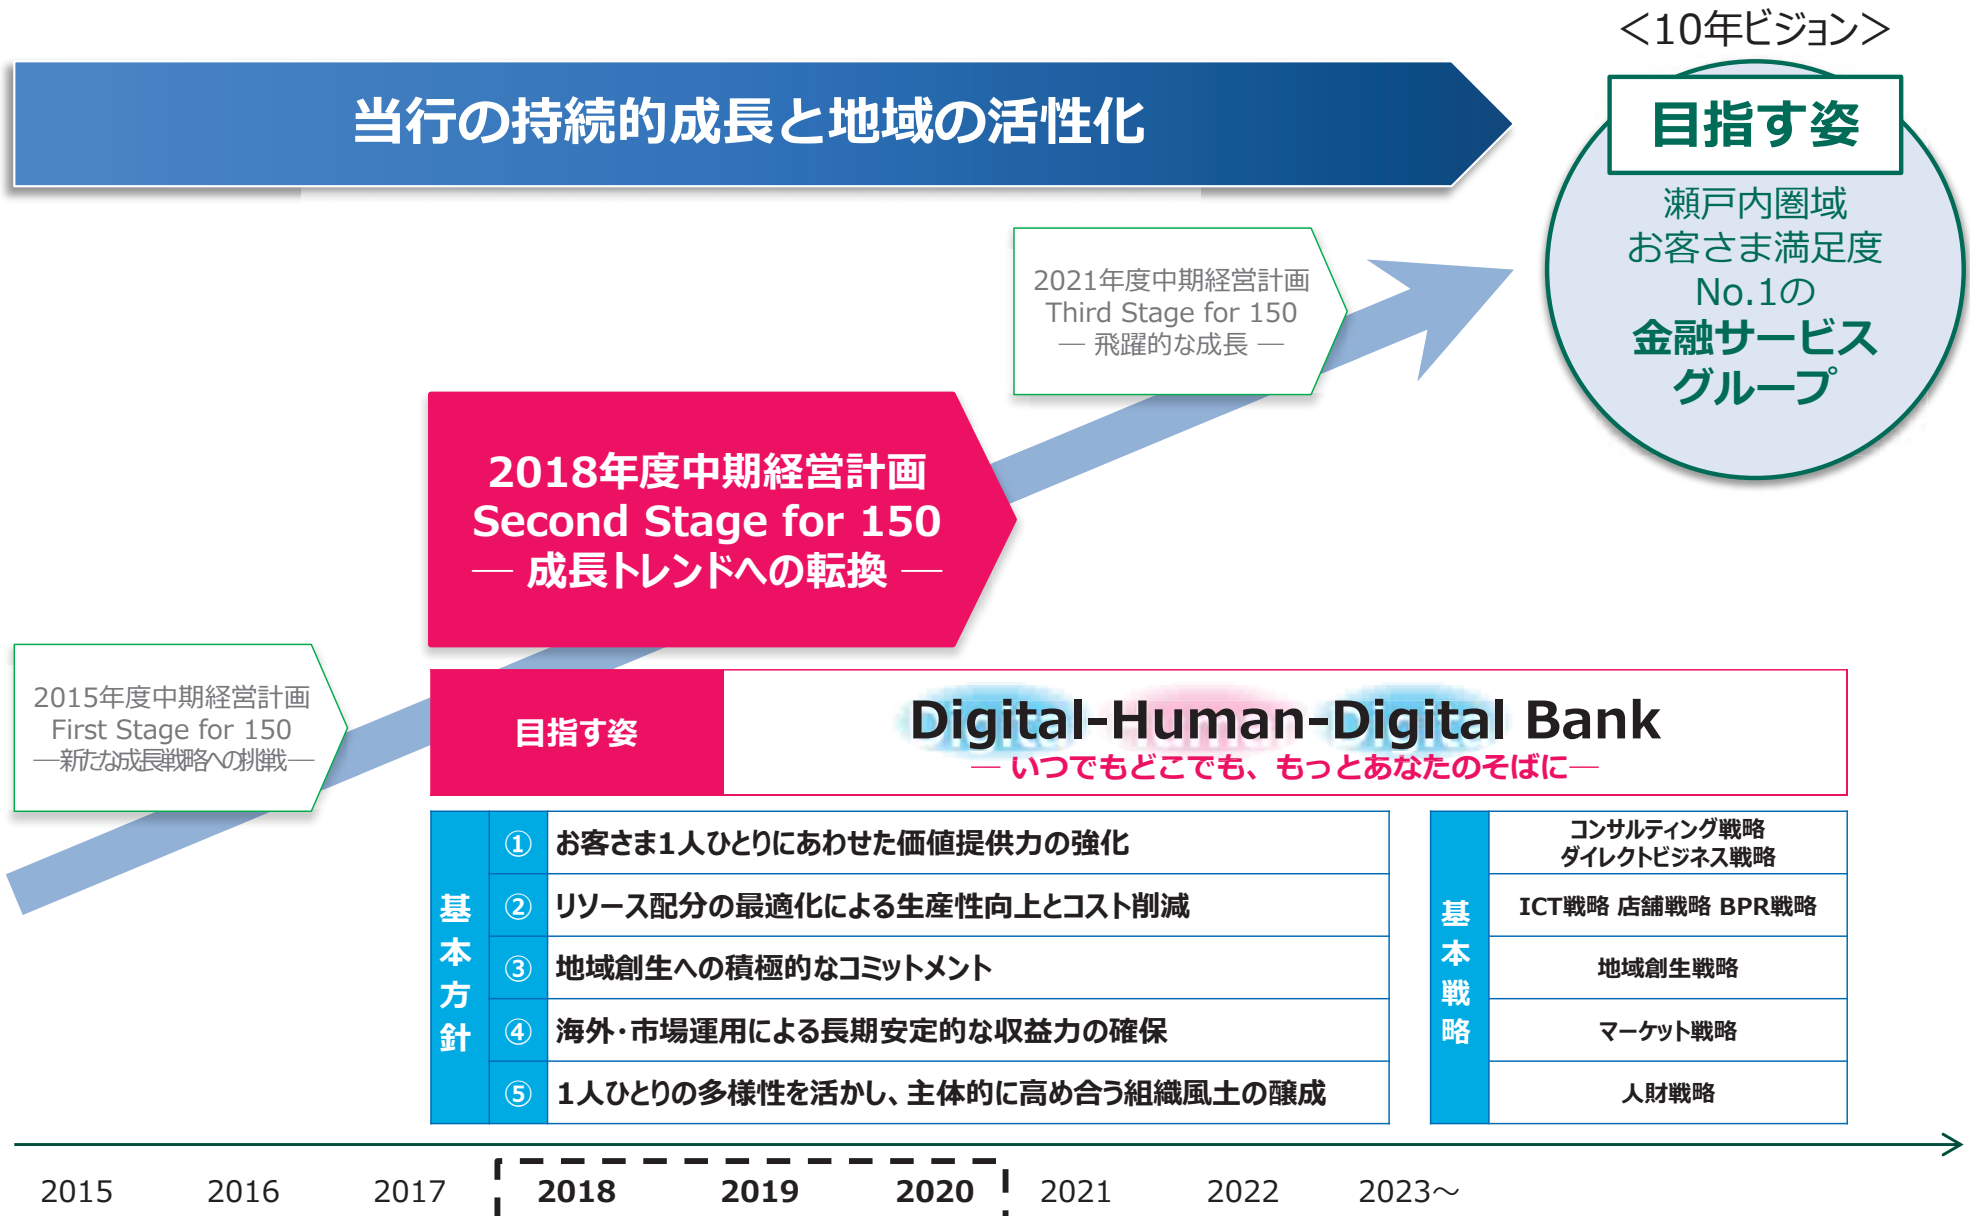 <10年ビジョン>
当行の持続的成長と地域の活性化
目指す姿
瀬戸内圏域
お客さま満足度
No.1の
金融サービス
グループ
2021年度中期経営計画
Third Stage for 150
― 飛躍的な成長 ―
2018年度中期経営計画
Second Stage for 150
― 成長トレンドへの転換 ―
2015年度中期経営計画
First Stage for 150
―新たな成長戦略への挑戦―
目指す姿
Digital-Human-Digital Bank
― いつでもどこでも、もっとあなたのそばに―
基本方針
① お客さま1人ひとりにあわせた価値提供力の強化
② リソース配分の最適化による生産性向上とコスト削減
③ 地域創生への積極的なコミットメント
④ 海外・市場運用による長期安定的な収益力の確保
⑤ 1人ひとりの多様性を活かし、主体的に高め合う組織風土の醸成
基本戦略
コンサルティング戦略
ダイレクトビジネス戦略
ICT戦略 店舗戦略 BPR戦略
地域創生戦略
マーケット戦略
人財戦略
2015 2016 2017 2018 2019 2020 2021 2022 2023～